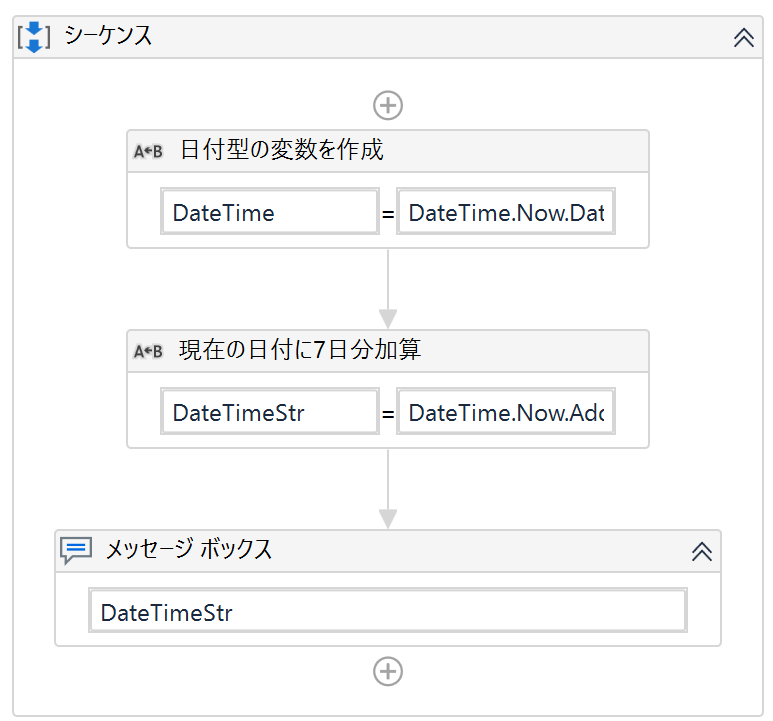 シーケンス
日付型の変数を作成
DateTime = DateTime.Now.Dat
現在の日付に7日分加算
DateTimeStr = DateTime.Now.Adc
メッセージ ボックス
DateTimeStr